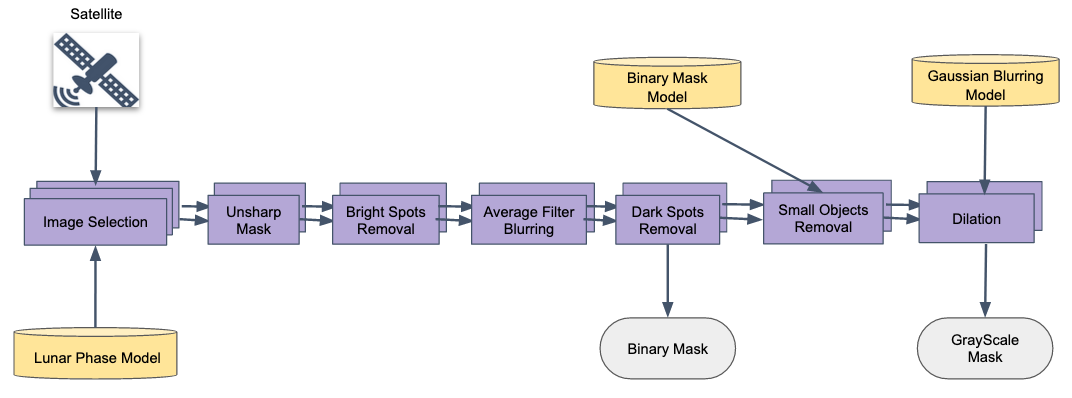 Satellite
Binary Mask
Model
Gaussian Blurring
Model
Image Selection
Unsharp
Mask
Bright Spots
Removal
Average Filter
Blurring
Dark Spots
Removal
Small Objects
Removal
Dilation
Lunar Phase Model
Binary Mask
GrayScale
Mask